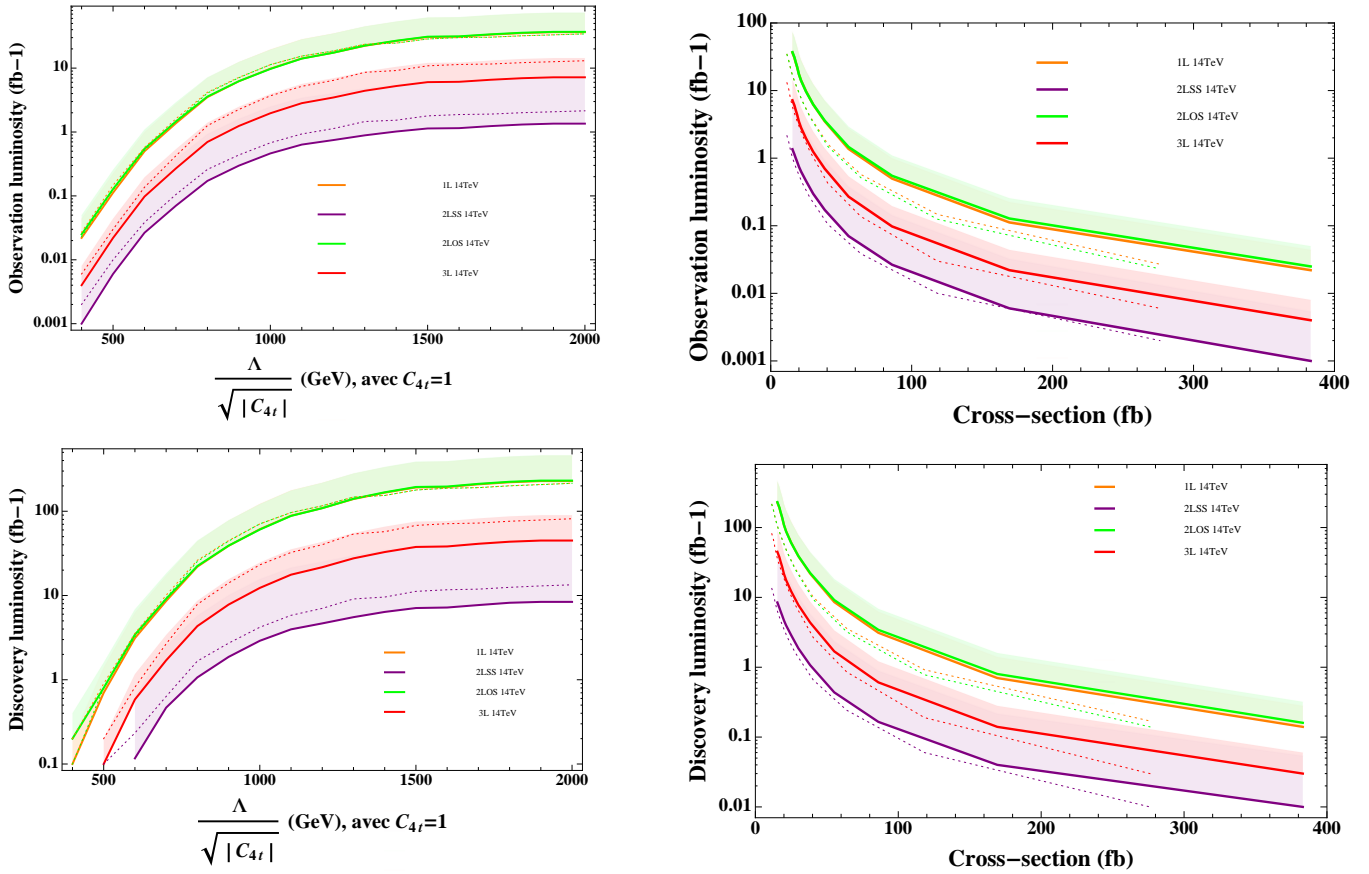 Observation luminosity (fb−1)
10
1
0.1
0.01
0.001
500
1000
1500
2000
1L 14TeV
2LSS 14TeV
2LOS 14TeV
3L 14TeV
Λ
√|C4t|
(GeV), avec C4t=1
Observation luminosity (fb−1)
100
10
1
0.1
0.01
0.001
0
100
200
300
400
1L 14TeV
2LSS 14TeV
2LOS 14TeV
3L 14TeV
Cross−section (fb)
Discovery luminosity (fb−1)
100
10
1
0.1
500
1000
1500
2000
1L 14TeV
2LSS 14TeV
2LOS 14TeV
3L 14TeV
Λ
√|C4t|
(GeV), avec C4t=1
Discovery luminosity (fb−1)
100
10
1
0.1
0.01
0
100
200
300
400
1L 14TeV
2LSS 14TeV
2LOS 14TeV
3L 14TeV
Cross−section (fb)